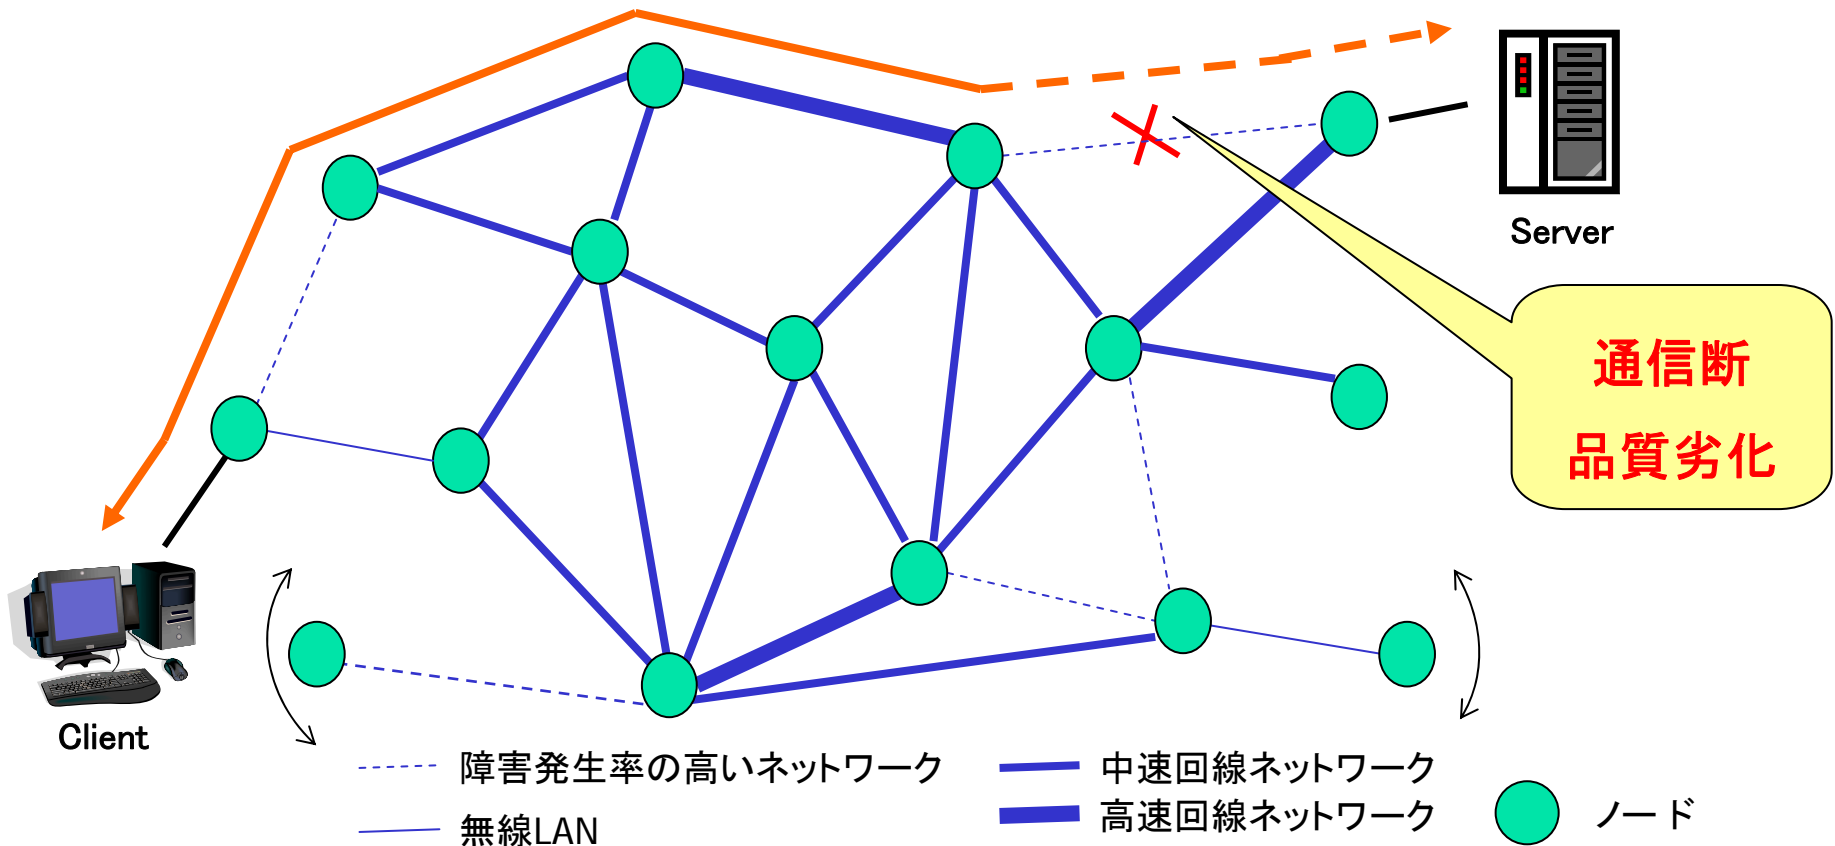 Server
通信断
品質劣化
Client
障害発生率の高いネットワーク
無線LAN
中速回線ネットワーク
高速回線ネットワーク
ノード